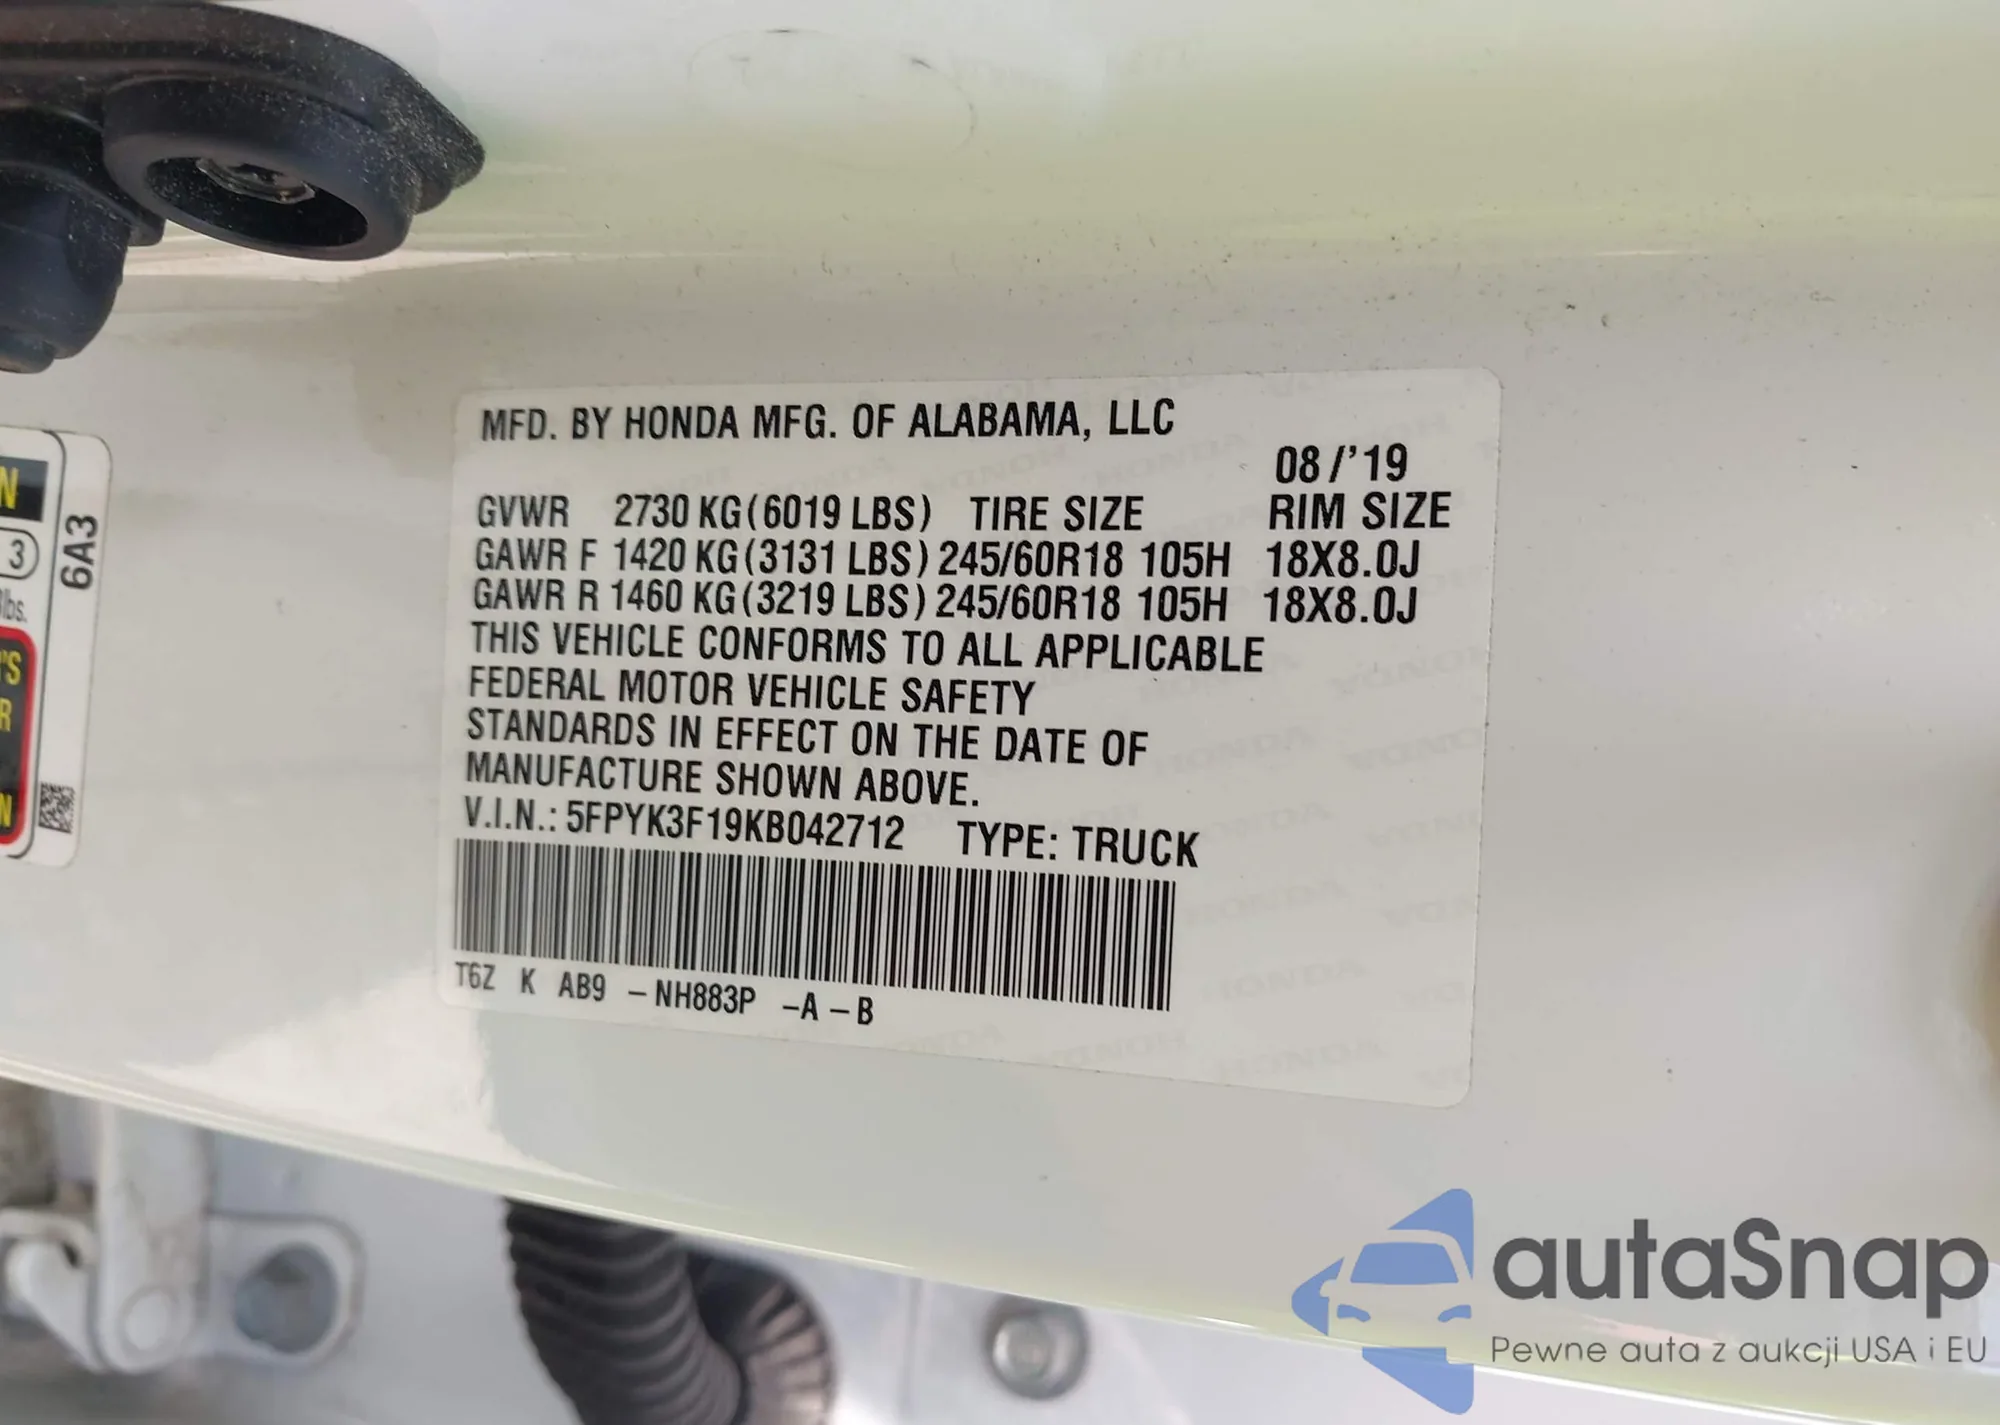 MFD. BY HONDA MFG. OF ALABAMA, LLC
08/'19
GVWR 2730 KG(6019 LBS) TIRE SIZE RIM SIZE
GAWR F 1420 KG(3131 LBS) 245/60R18 105H 18X8.0J
GAWR R 1460 KG(3219 LBS) 245/60R18 105H 18X8.0J
THIS VEHICLE CONFORMS TO ALL APPLICABLE
FEDERAL MOTOR VEHICLE SAFETY
STANDARDS IN EFFECT ON THE DATE OF
MANUFACTURE SHOWN ABOVE.
V.I.N.: 5FPYK3F19KB042712 TYPE: TRUCK
T6Z K AB9 -NH883P -A-B
N
3
lbs.
'S
R
N
6A3
autaSnap
Pewne auta z aukcji USA i EU